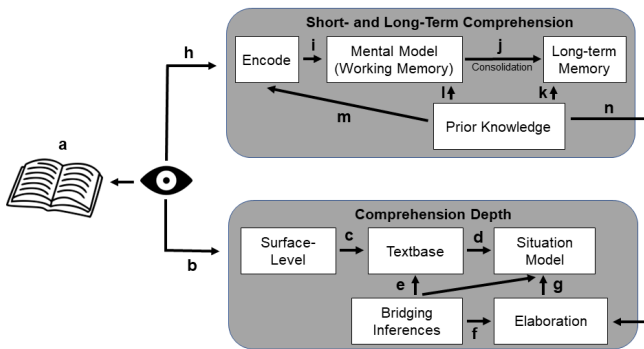 Short- and Long-Term Comprehension
h
Encode
i
Mental Model
(Working Memory)
j
Consolidation
Long-term
Memory
l
k
m
n
Prior Knowledge
a
b
Comprehension Depth
Surface-
Level
c
Textbase
d
Situation
Model
e
g
Bridging
Inferences
f
Elaboration